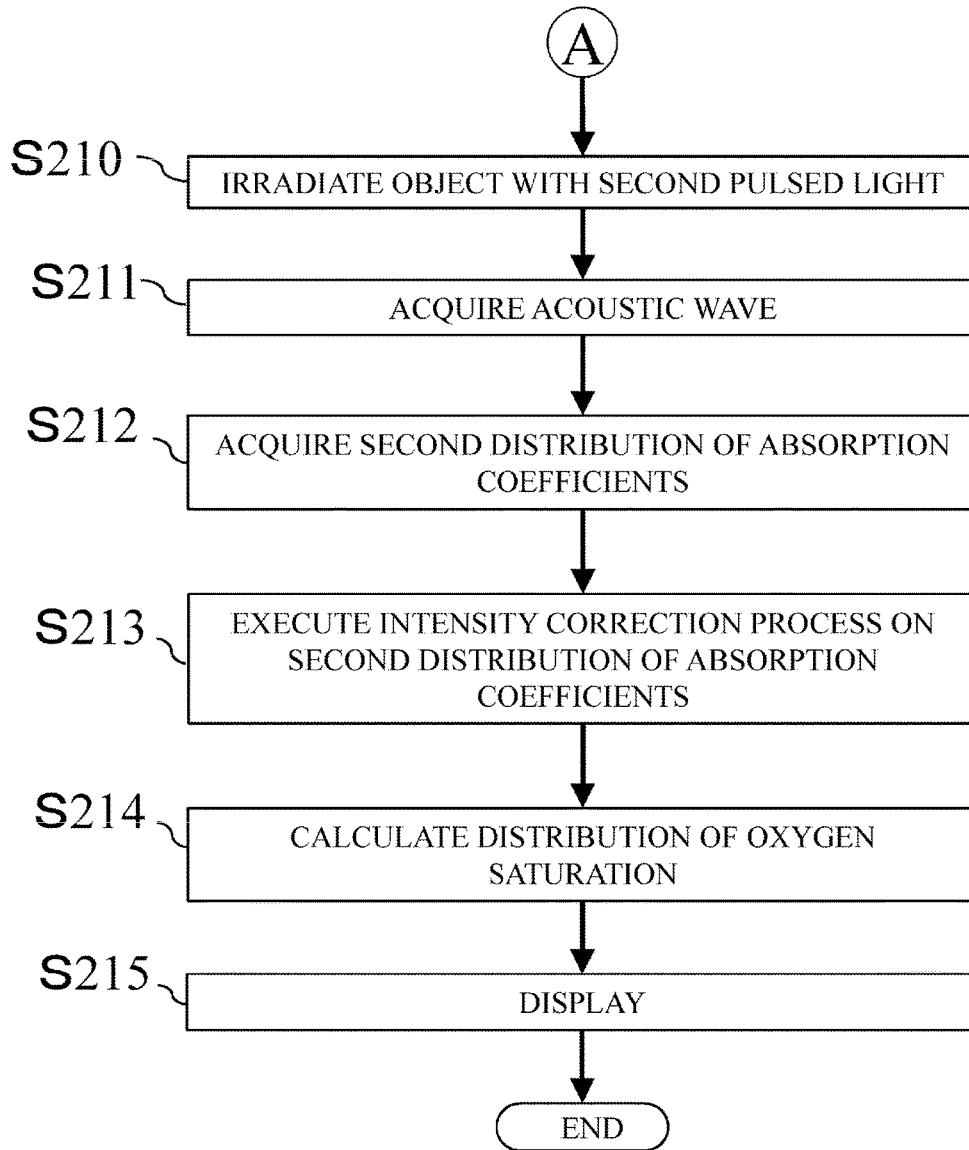 A
S210
IRRADIATE OBJECT WITH SECOND PULSED LIGHT
S211
ACQUIRE ACOUSTIC WAVE
S212
ACQUIRE SECOND DISTRIBUTION OF ABSORPTION
COEFFICIENTS
S213
EXECUTE INTENSITY CORRECTION PROCESS ON
SECOND DISTRIBUTION OF ABSORPTION
COEFFICIENTS
S214
CALCULATE DISTRIBUTION OF OXYGEN
SATURATION
S215
DISPLAY
END